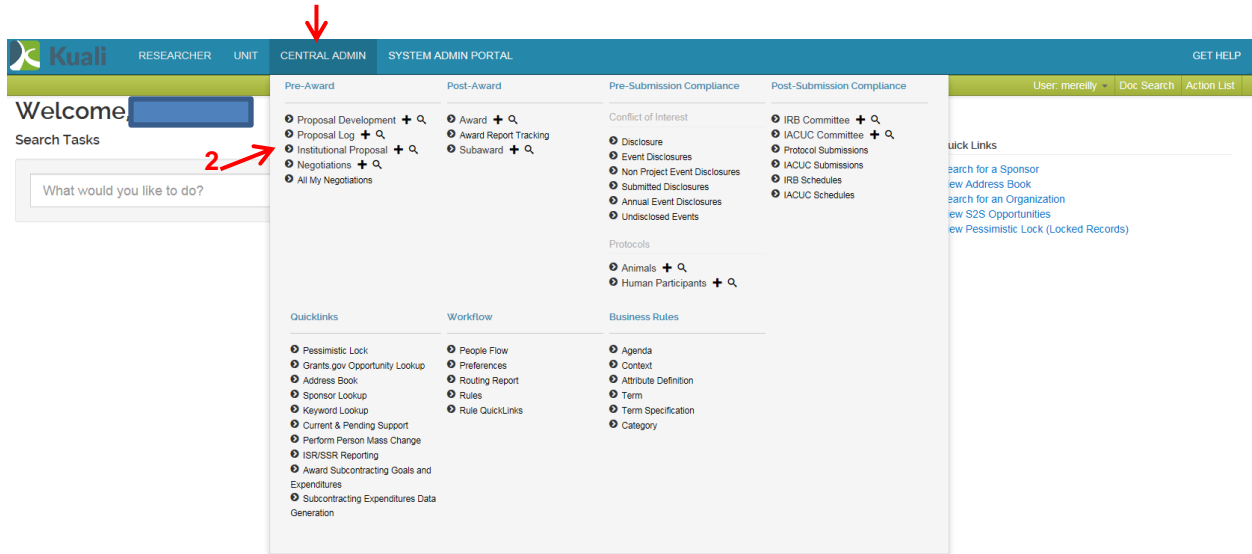 Kuali RESEARCHER UNIT CENTRAL ADMIN SYSTEM ADMIN PORTAL GET HELP
User: mereilly Doc Search Action List
Welcome,
Search Tasks
What would you like to do?
2
Pre-Award
Proposal Development
Proposal Log
Institutional Proposal
Negotiations
All My Negotiations
Post-Award
Award
Award Report Tracking
Subaward
Pre-Submission Compliance
Conflict of Interest
Disclosure
Event Disclosures
Non Project Event Disclosures
Submitted Disclosures
Annual Event Disclosures
Undisclosed Events
Protocols
Animals
Human Participants
Post-Submission Compliance
IRB Committee
IACUC Committee
Protocol Submissions
IACUC Submissions
IRB Schedules
IACUC Schedules
Quicklinks
Pessimistic Lock
Grants.gov Opportunity Lookup
Address Book
Sponsor Lookup
Keyword Lookup
Current & Pending Support
Perform Person Mass Change
ISR/SSR Reporting
Award Subcontracting Goals and
Expenditures
Subcontracting Expenditures Data
Generation
Workflow
People Flow
Preferences
Routing Report
Rules
Rule QuickLinks
Business Rules
Agenda
Context
Attribute Definition
Term
Term Specification
Category
uick Links
earch for a Sponsor
ew Address Book
earch for an Organization
ew S2S Opportunities
ew Pessimistic Lock (Locked Records)